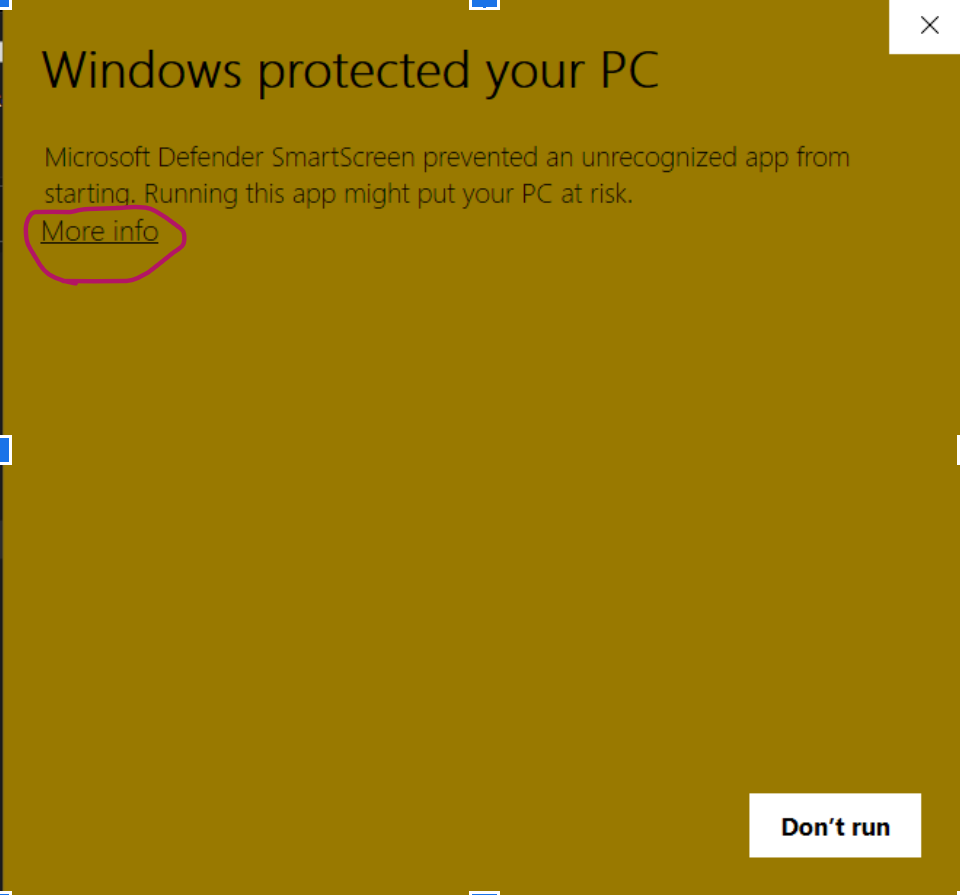 Windows protected your PC
Microsoft Defender SmartScreen prevented an unrecognized app from
starting. Running this app might put your PC at risk.
More info
Don’t run